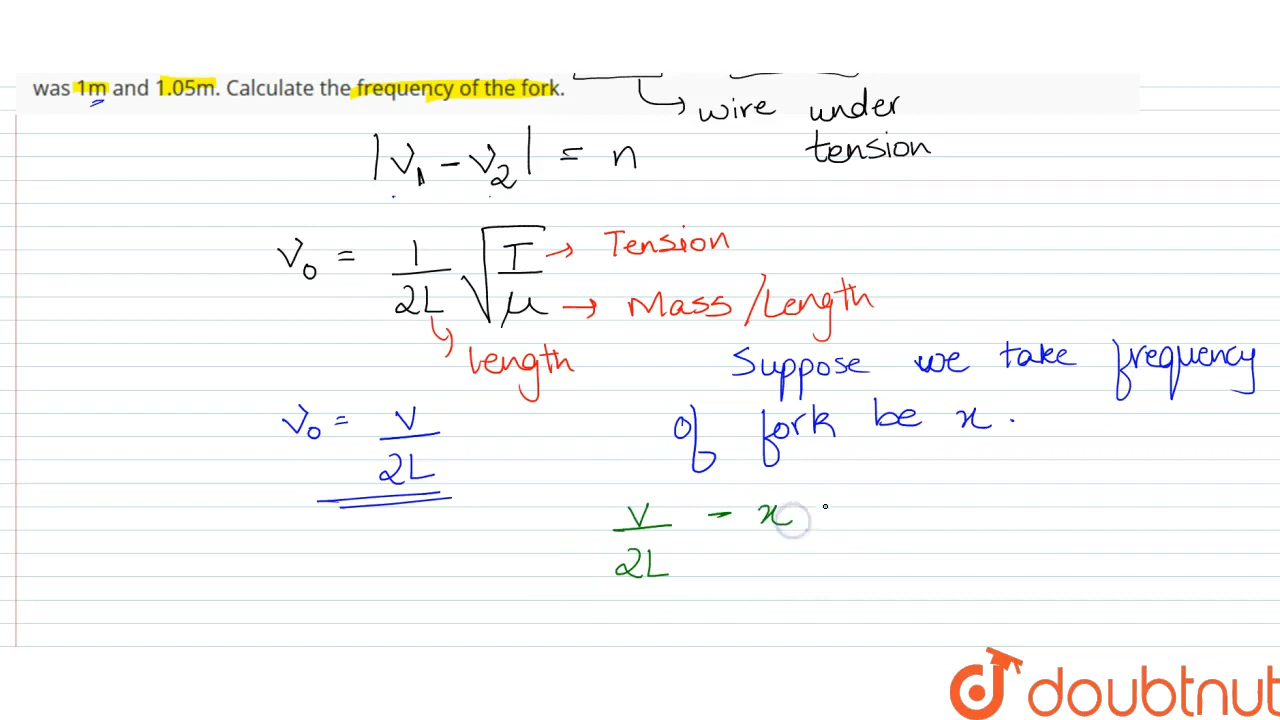 was 1m and 1.05m. Calculate the frequency of the fork.
wire under
tension
|ν₁ - ν₂| = n
ν₀ = 1/2L √T/μ
→ Tension
→ Mass/Length
length
Suppose we take frequency
of fork be x.
ν₀ = v/2L
v/2L - x
doubtnut